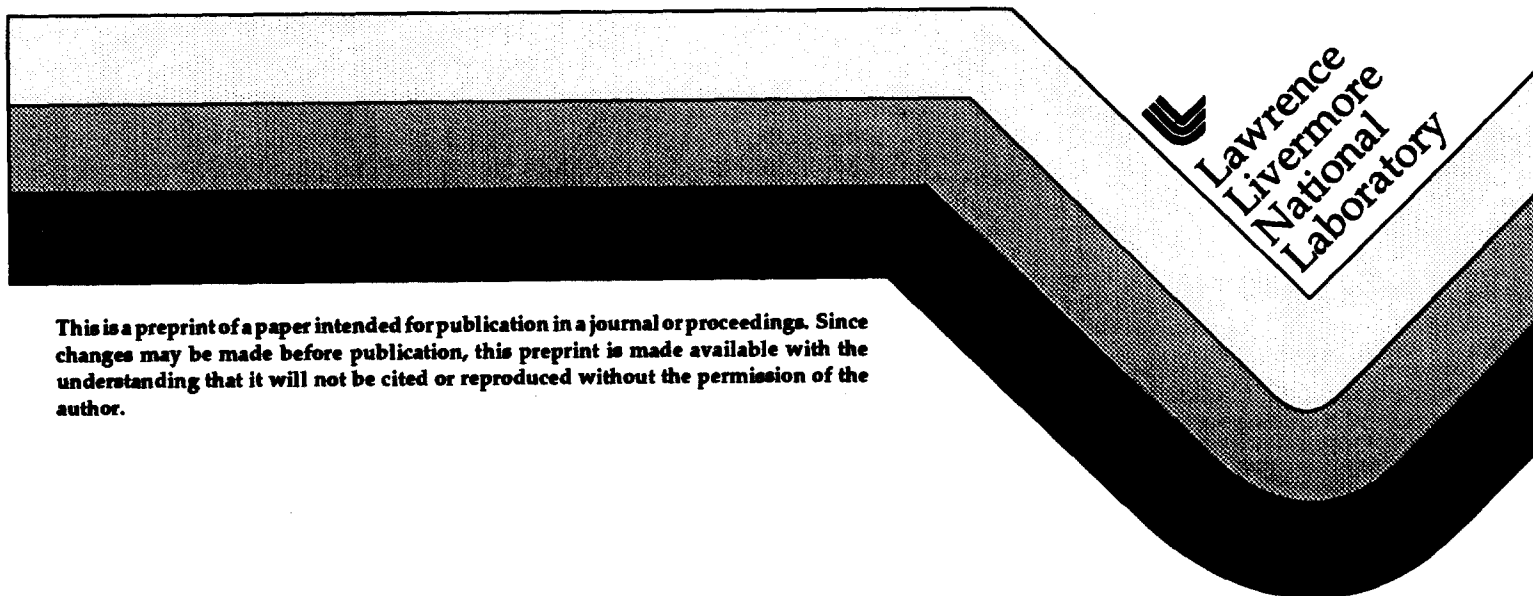 Lawrence
Livermore
National
Laboratory
This is a preprint of a paper intended for publication in a journal or proceedings. Since
changes may be made before publication, this preprint is made available with the
understanding that it will not be cited or reproduced without the permission of the
author.